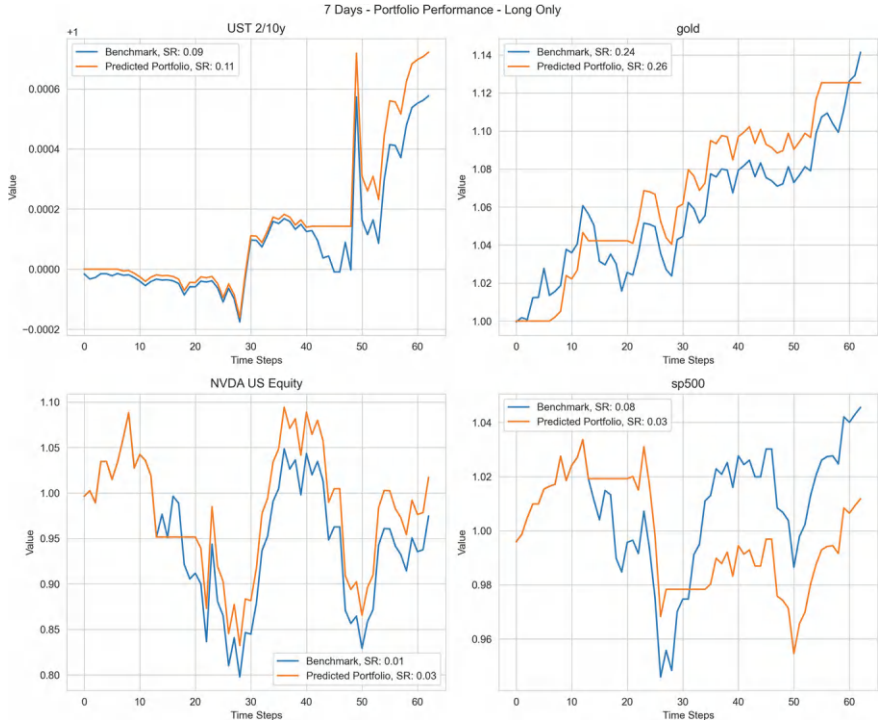 7 Days - Portfolio Performance - Long Only
UST 2/10y
+1
Benchmark, SR: 0.09
Predicted Portfolio, SR: 0.11
0.0006
0.0004
0.0002
0.0000
−0.0002
Value
0 10 20 30 40 50 60
Time Steps
gold
Benchmark, SR: 0.24
Predicted Portfolio, SR: 0.26
1.14
1.12
1.10
1.08
1.06
1.04
1.02
1.00
Value
0 10 20 30 40 50 60
Time Steps
NVDA US Equity
1.10
1.05
1.00
0.95
0.90
0.85
0.80
Value
Benchmark, SR: 0.01
Predicted Portfolio, SR: 0.03
0 10 20 30 40 50 60
Time Steps
sp500
Benchmark, SR: 0.08
Predicted Portfolio, SR: 0.03
1.04
1.02
1.00
0.98
0.96
Value
0 10 20 30 40 50 60
Time Steps